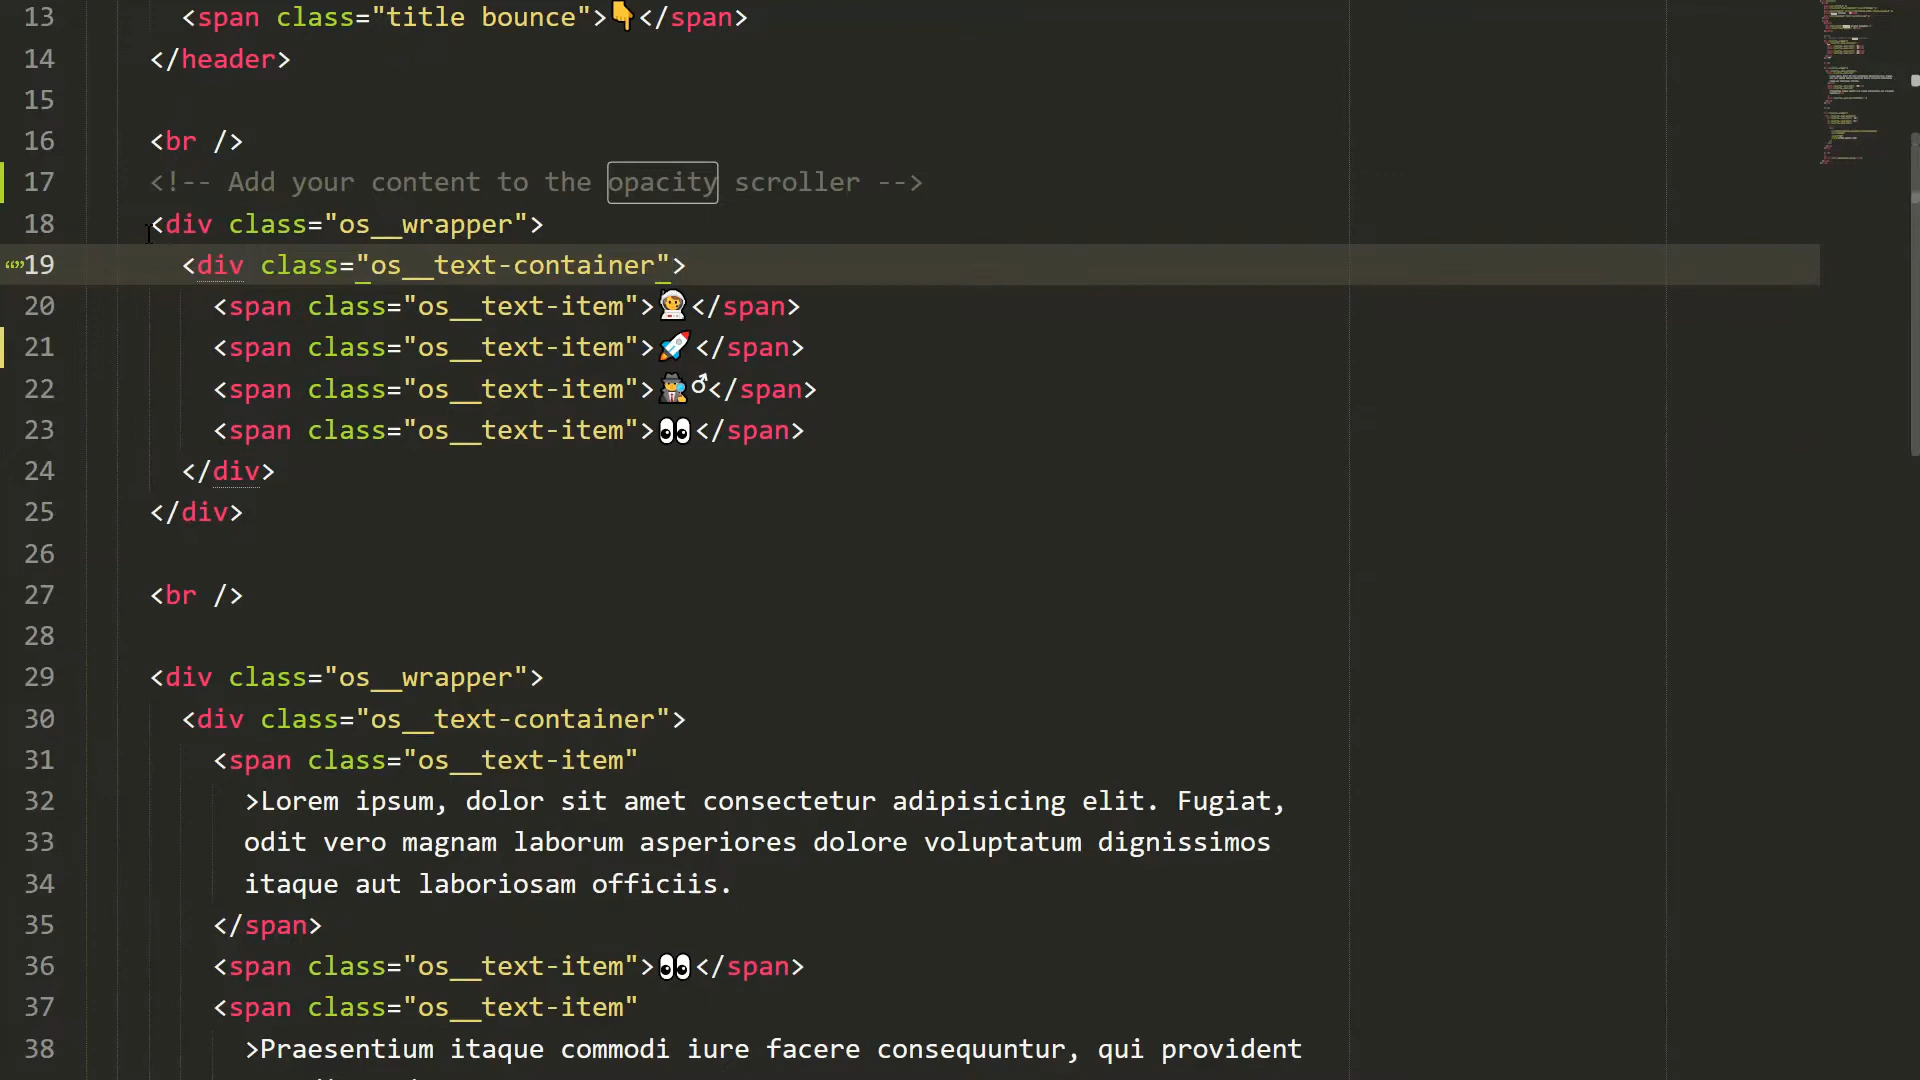 13 <span class="title bounce">👇</span>
14 </header>
15
16 <br />
17 <!-- Add your content to the opacity scroller -->
18 <div class="os__wrapper">
19 <div class="os__text-container">
20 <span class="os__text-item">🧑‍🚀</span>
21 <span class="os__text-item">🚀</span>
22 <span class="os__text-item">🕵♂</span>
23 <span class="os__text-item">👀</span>
24 </div>
25 </div>
26
27 <br />
28
29 <div class="os__wrapper">
30 <div class="os__text-container">
31 <span class="os__text-item"
32 >Lorem ipsum, dolor sit amet consectetur adipisicing elit. Fugiat,
33 odit vero magnam laborum asperiores dolore voluptatum dignissimos
34 itaque aut laboriosam officiis.
35 </span>
36 <span class="os__text-item">👀</span>
37 <span class="os__text-item"
38 >Praesentium itaque commodi iure facere consequuntur, qui provident